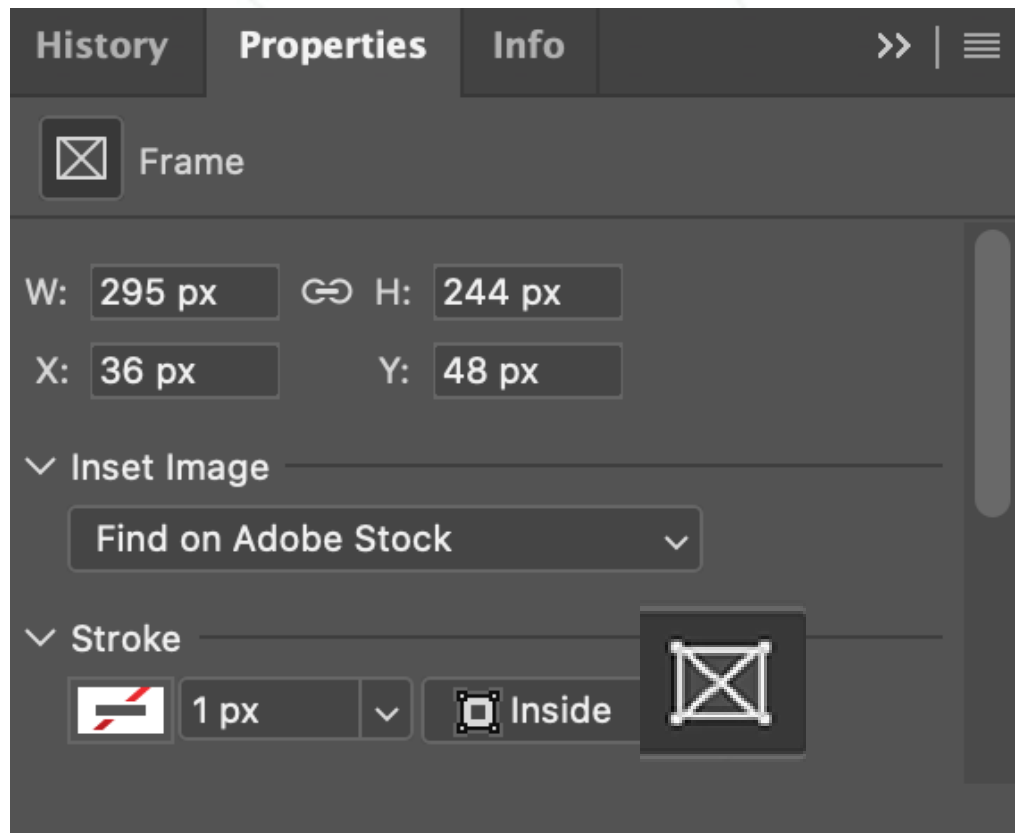 History Properties Info
Frame
W: 295 px H: 244 px
X: 36 px Y: 48 px
Inset Image
Find on Adobe Stock
Stroke
1 px Inside